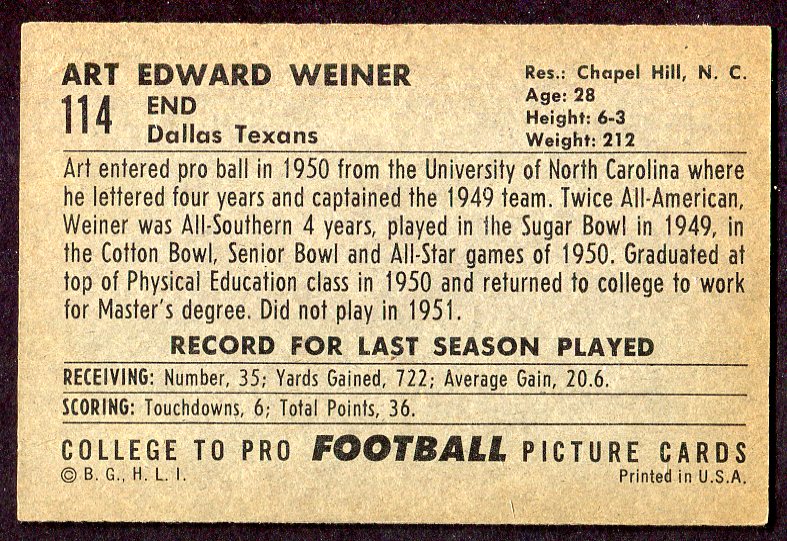 ART EDWARD WEINER
114
END
Dallas Texans
Res.: Chapel Hill, N. C.
Age: 28
Height: 6-3
Weight: 212
Art entered pro ball in 1950 from the University of North Carolina where
he lettered four years and captained the 1949 team. Twice All-American,
Weiner was All-Southern 4 years, played in the Sugar Bowl in 1949, in
the Cotton Bowl, Senior Bowl and All-Star games of 1950. Graduated at
top of Physical Education class in 1950 and returned to college to work
for Master's degree. Did not play in 1951.
RECORD FOR LAST SEASON PLAYED
RECEIVING: Number, 35; Yards Gained, 722; Average Gain, 20.6.
SCORING: Touchdowns, 6; Total Points, 36.
COLLEGE TO PRO FOOTBALL PICTURE CARDS
© B. G., H. L. I.
Printed in U.S.A.